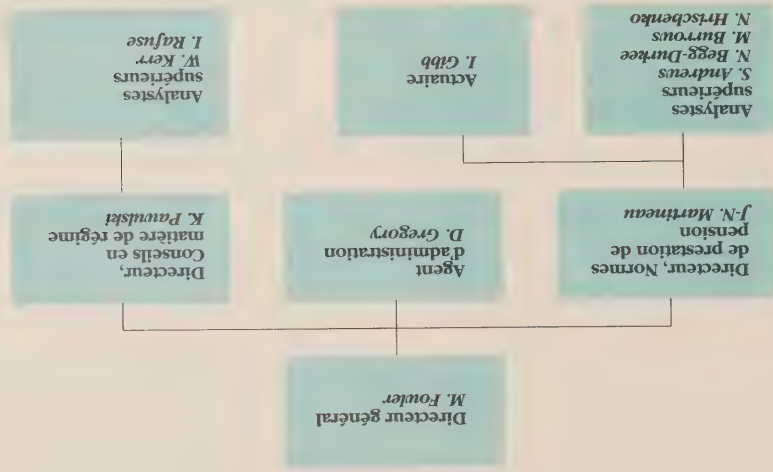 Directeur général
M. Fowler
Directeur, Normes
de prestation de
pension
J-N. Martineau
Agent
d'administration
D. Gregory
Directeur,
Conseils en
matière de régime
K. Pawulski
Analystes
supérieurs
S. Andrews
N. Begg-Durkee
M. Burrows
N. Hrischenko
Actuaire
I. Gibb
Analystes
supérieurs
W. Kerr
I. Rafuse